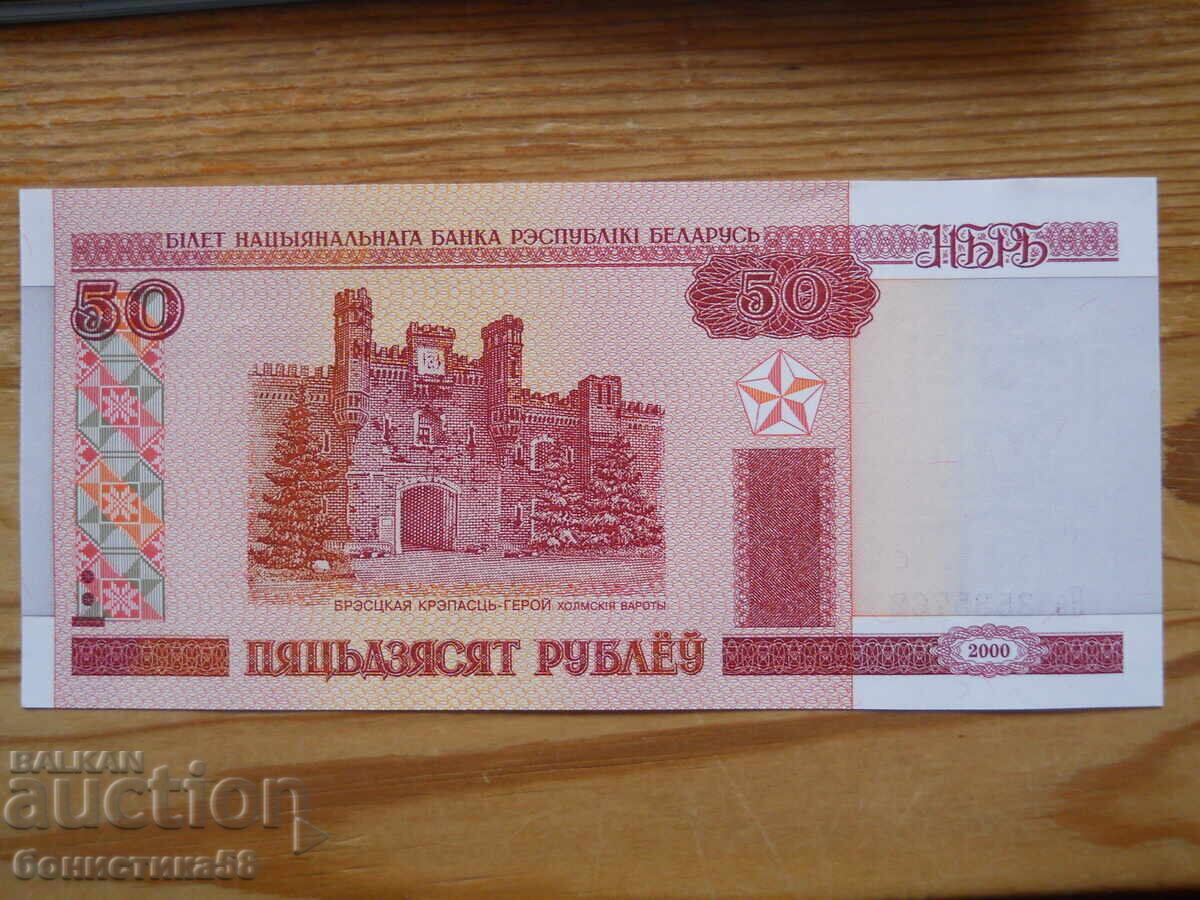 БІЛЕТ НАЦЫЯНАЛЬНАГА БАНКА РЭСПУБЛІКІ БЕЛАРУСЬ
НБРБ
50
50
БРЭСЦКАЯ КРЭПАСЦЬ-ГЕРОЙ ХОЛМСКІЯ ВАРОТЫ
ПЯЦЬДЗЯСЯТ РУБЛЁЎ
2000
BALKAN
auction
бонистика58